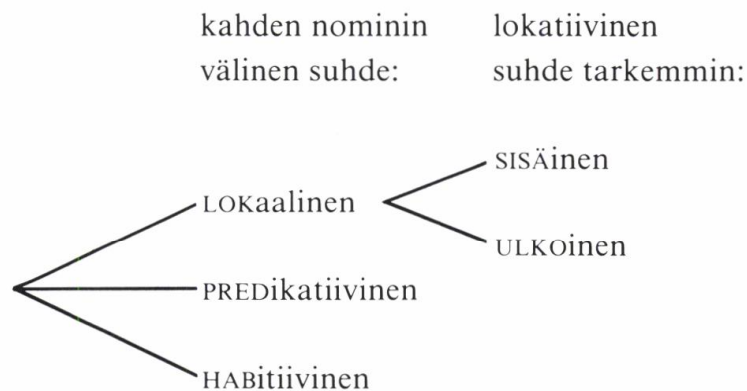 kahden nominin lokatiivinen
välinen suhde: suhde tarkemmin:
SISÄinen
LOKaalinen
ULKOinen
PREDikatiivinen
HABitiivinen